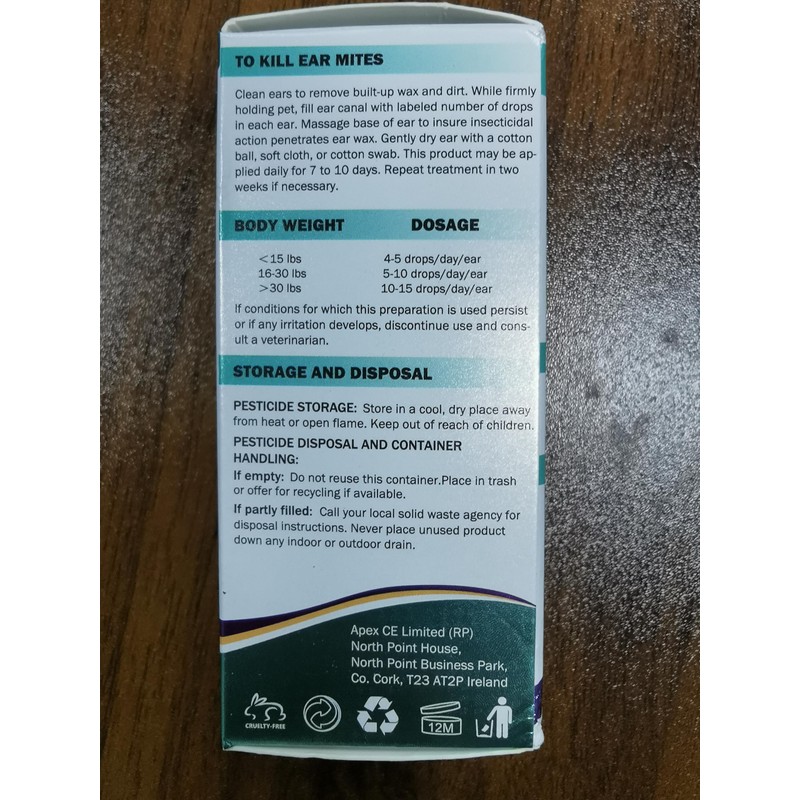 TO KILL EAR MITES
Clean ears to remove built-up wax and dirt. While firmly
holding pet, fill ear canal with labeled number of drops
in each ear. Massage base of ear to insure insecticidal
action penetrates ear wax. Gently dry ear with a cotton
ball, soft cloth, or cotton swab. This product may be ap-
plied daily for 7 to 10 days. Repeat treatment in two
weeks if necessary.
BODY WEIGHT DOSAGE
<15 lbs 4-5 drops/day/ear
16-30 lbs 5-10 drops/day/ear
>30 lbs 10-15 drops/day/ear
If conditions for which this preparation is used persist
or if any irritation develops, discontinue use and cons-
ult a veterinarian.
STORAGE AND DISPOSAL
PESTICIDE STORAGE: Store in a cool, dry place away
from heat or open flame. Keep out of reach of children.
PESTICIDE DISPOSAL AND CONTAINER
HANDLING:
If empty: Do not reuse this container.Place in trash
or offer for recycling if available.
If partly filled: Call your local solid waste agency for
disposal instructions. Never place unused product
down any indoor or outdoor drain.
Apex CE Limited (RP)
North Point House,
North Point Business Park,
Co. Cork, T23 AT2P Ireland
CRUELTY-FREE
12M